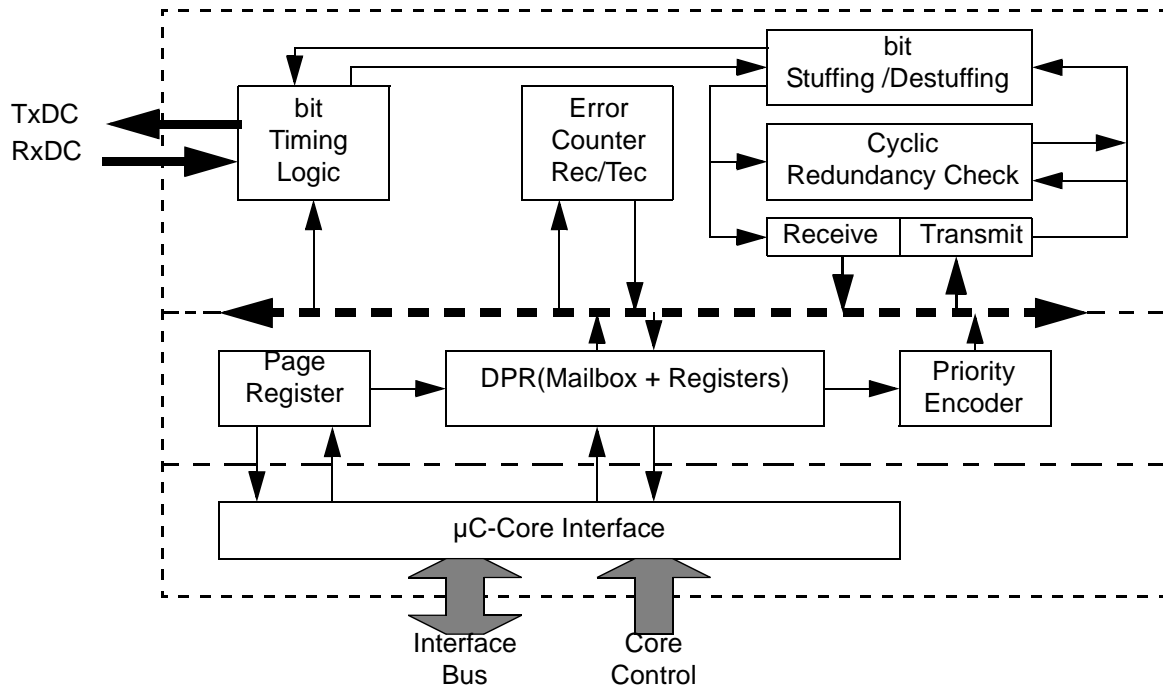 bit
Stuffing /Destuffing
TxDC
RxDC
bit
Timing
Logic
Error
Counter
Rec/Tec
Cyclic
Redundancy Check
Receive
Transmit
Page
Register
DPR(Mailbox + Registers)
Priority
Encoder
µC-Core Interface
Interface
Bus
Core
Control